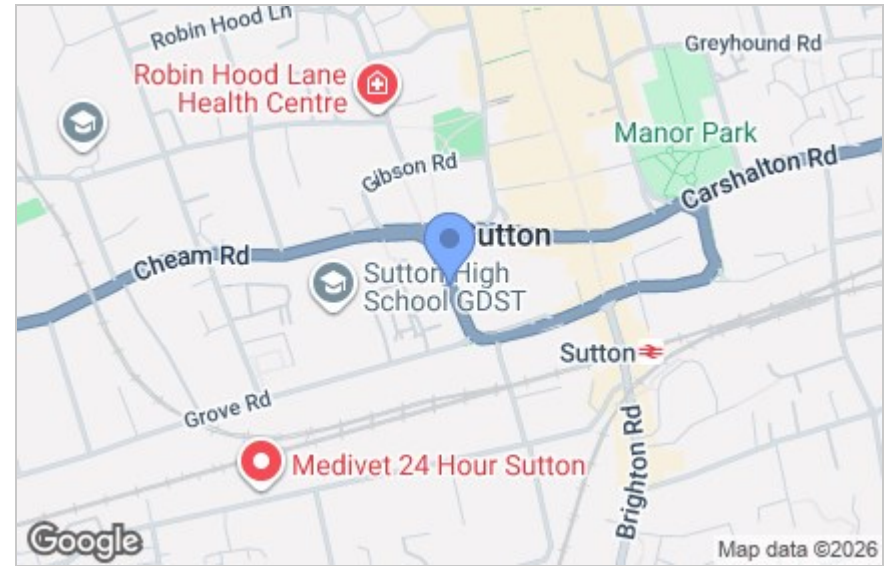 Robin Hood Ln
Greyhound Rd
Robin Hood Lane
Health Centre
Manor Park
Gibson Rd
Carshalton Rd
Sutton
Cheam Rd
Sutton High
School GDST
Sutton
Grove Rd
Medivet 24 Hour Sutton
Brighton Rd
Google
Map data ©2026